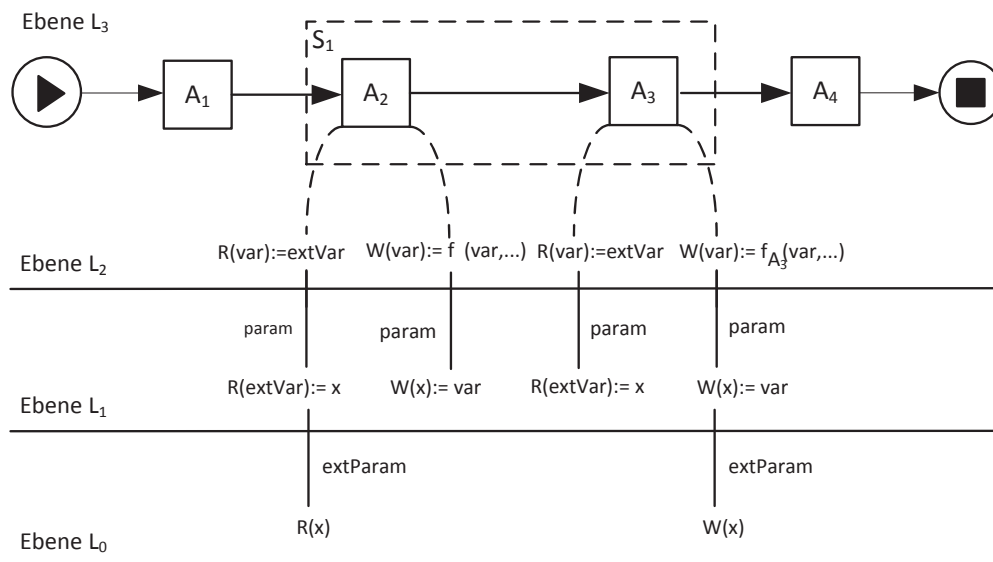 Ebene L₃
S₁
A₁
A₂
A₃
A₄
R(var):=extVar
W(var):= f (var,...)
R(var):=extVar
W(var):= f_A₃(var,...)
Ebene L₂
param
param
param
param
R(extVar):= x
W(x):= var
R(extVar):= x
W(x):= var
Ebene L₁
extParam
extParam
R(x)
W(x)
Ebene L₀